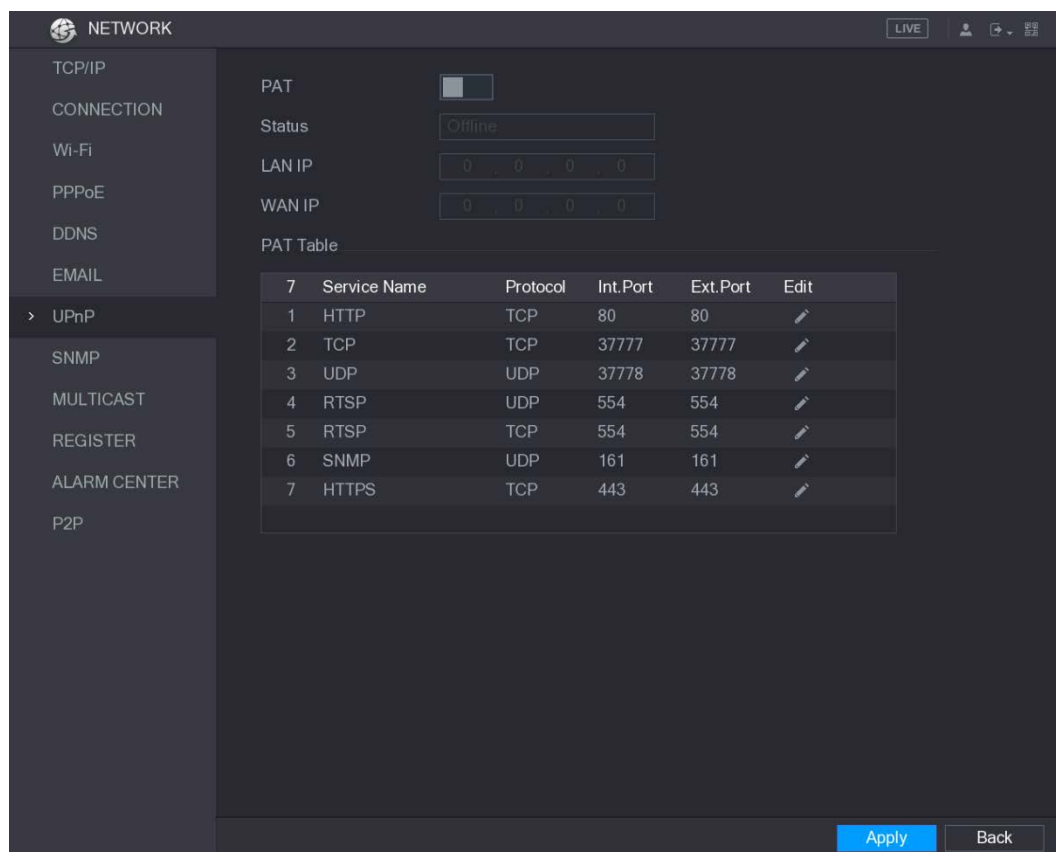 NETWORK
LIVE
TCP/IP
CONNECTION
Wi-Fi
PPPoE
DDNS
EMAIL
> UPnP
SNMP
MULTICAST
REGISTER
ALARM CENTER
P2P
PAT
Status Offline
LAN IP 0 . 0 . 0 . 0
WAN IP 0 . 0 . 0 . 0
PAT Table
7 Service Name Protocol Int.Port Ext.Port Edit
1 HTTP TCP 80 80
2 TCP TCP 37777 37777
3 UDP UDP 37778 37778
4 RTSP UDP 554 554
5 RTSP TCP 554 554
6 SNMP UDP 161 161
7 HTTPS TCP 443 443
Apply Back